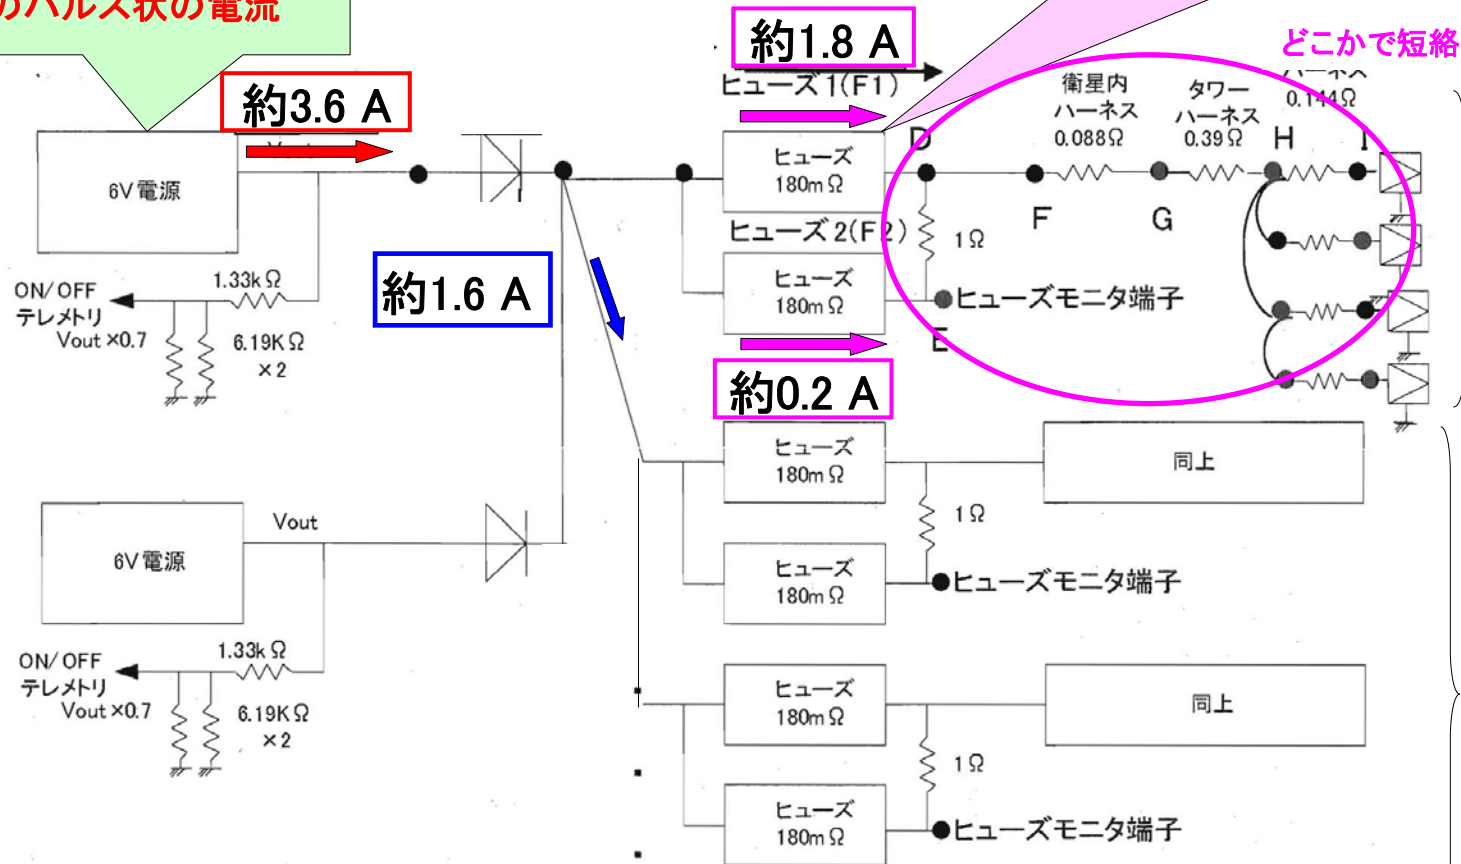 のパルス状の電流
約3.6 A
Vout
6V電源
1.33kΩ
ON/OFF
テレメトリ
Vout ×0.7
6.19KΩ
×2
約1.6 A
約1.8 A
ヒューズ1(F1)
ヒューズ
180mΩ
ヒューズ2(F2)
ヒューズ
180mΩ
約0.2 A
D
1Ω
E
ヒューズモニタ端子
どこかで短絡
衛星内
ハーネス
0.088Ω
タワー
ハーネス
0.39Ω
ハーネス
0.144Ω
F
G
H
I
ヒューズ
180mΩ
1Ω
同上
ヒューズ
180mΩ
ヒューズモニタ端子
6V電源
Vout
1.33kΩ
ON/OFF
テレメトリ
Vout ×0.7
6.19KΩ
×2
ヒューズ
180mΩ
1Ω
同上
ヒューズ
180mΩ
ヒューズモニタ端子